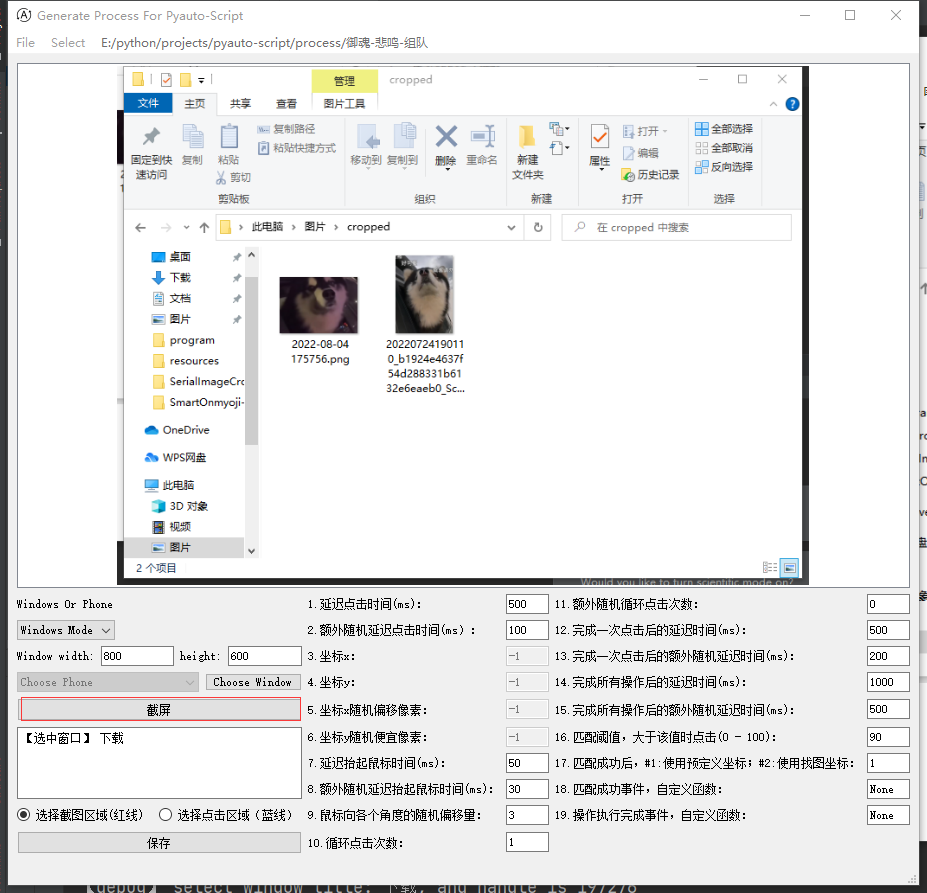 Generate Process For Pyauto-Script
File Select E:/python/projects/pyauto-script/process/御魂-悲鸣-组队
管理 cropped
文件 主页 共享 查看 图片工具
固定到快速访问
复制
粘贴
复制路径
粘贴快捷方式
剪切
剪贴板
移动到
复制到
删除
重命名
组织
新建
文件夹
新建
属性
打开
编辑
历史记录
打开
全部选择
全部取消
反向选择
选择
此电脑 > 图片 > cropped
在 cropped 中搜索
桌面
下载
文档
图片
program
resources
SerialImageCrc
SmartOnmyoji-
OneDrive
WPS网盘
此电脑
3D 对象
视频
图片
2022-08-04
175756.png
2022072419011
0_b1924e4637f
54d288331b61
32e6eaeb0_Sc...
2 个项目
Would you like to turn scientific mode on?
Windows Or Phone
Windows Mode
Window width: 800 height: 600
Choose Phone Choose Window
截屏
【选中窗口】 下载
选择截图区域(红线) 选择点击区域（蓝线）
保存
1.延迟点击时间(ms): 500
2.额外随机延迟点击时间(ms）: 100
3.坐标x: -1
4.坐标y: -1
5.坐标x随机偏移像素: -1
6.坐标y随机便宜像素: -1
7.延迟抬起鼠标时间(ms): 50
8.额外随机延迟抬起鼠标时间(ms): 30
9.鼠标向各个角度的随机偏移量: 3
10.循环点击次数: 1
11.额外随机循环点击次数: 0
12.完成一次点击后的延迟时间(ms): 500
13.完成一次点击后的额外随机延迟时间(ms): 200
14.完成所有操作后的延迟时间(ms): 1000
15.完成所有操作后的额外随机延迟时间(ms): 500
16.匹配阈值，大于该值时点击(0 - 100): 90
17.匹配成功后，#1:使用预定义坐标；#2:使用找图坐标: 1
18.匹配成功事件，自定义函数: None
19.操作执行完成事件，自定义函数: None
【debug】 select window title: 下载, and handle is 197278